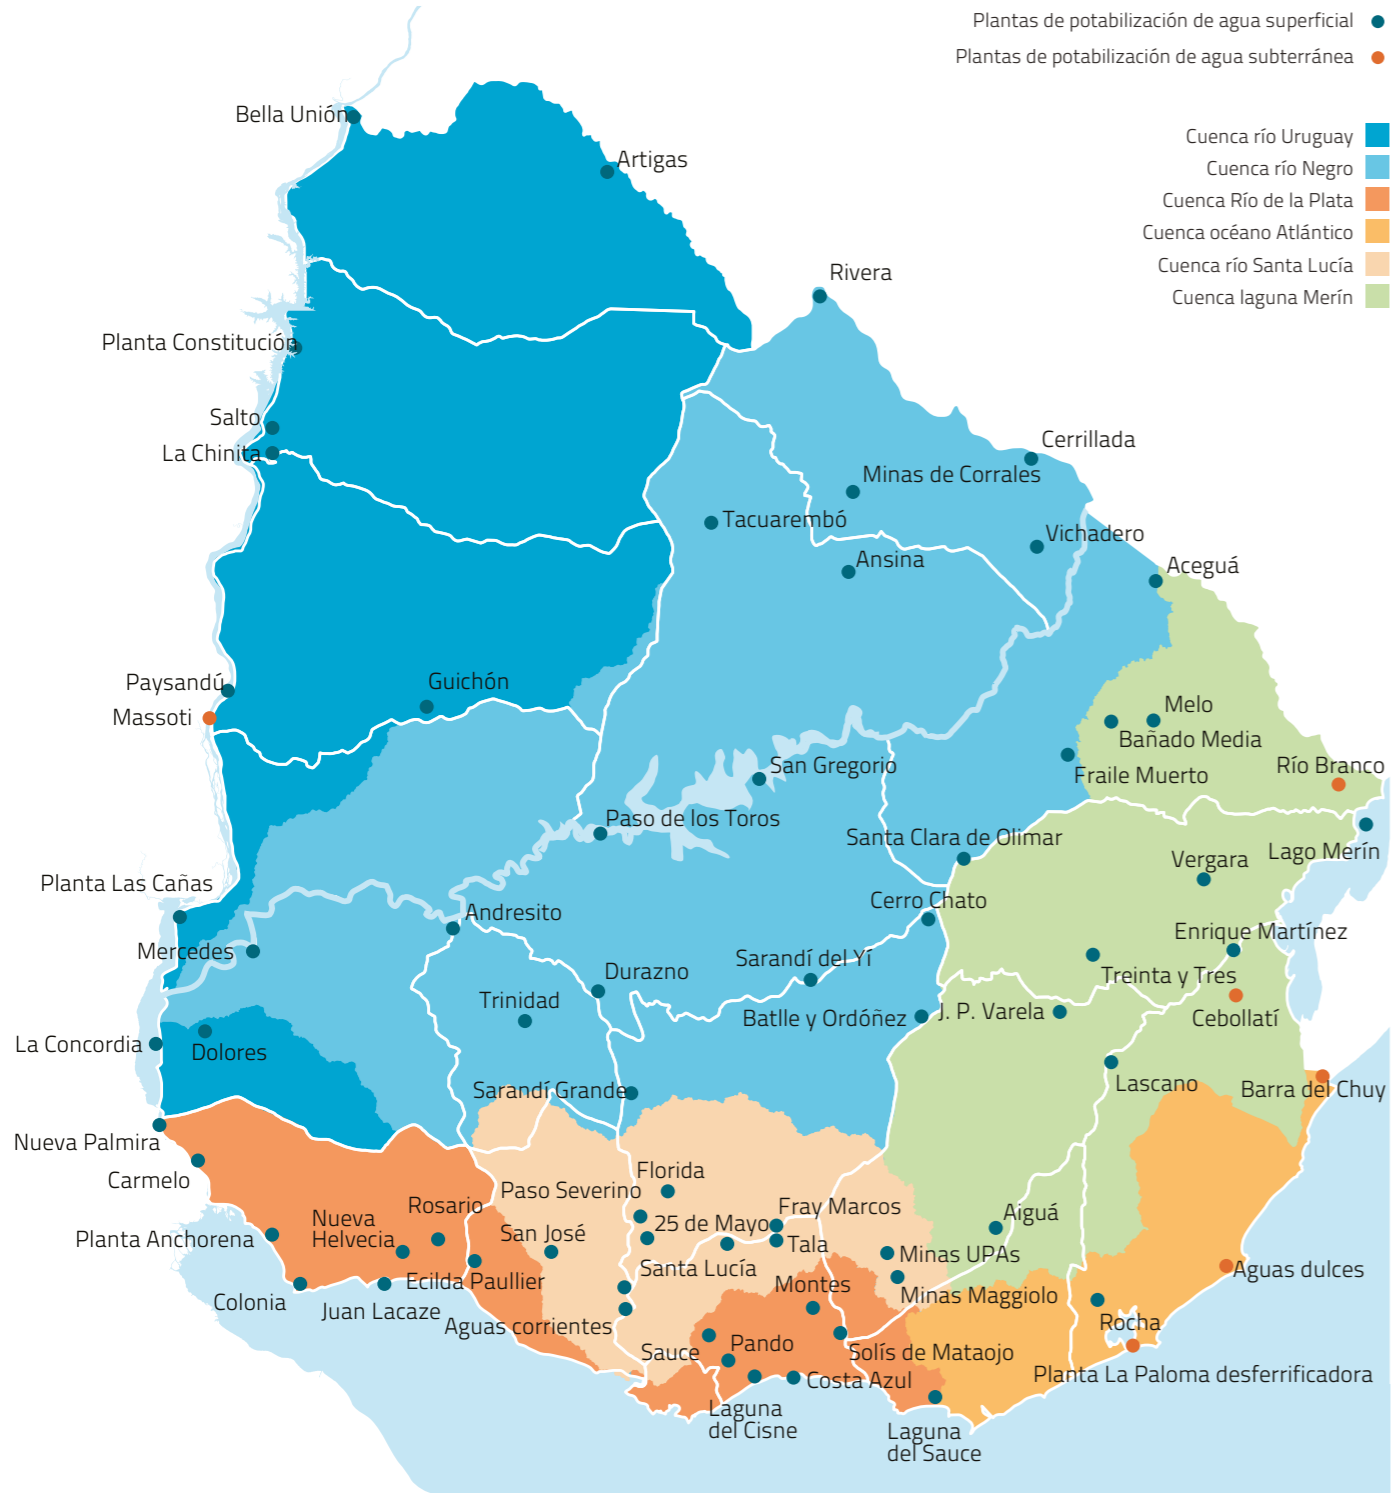 Plantas de potabilización de agua superficial
Plantas de potabilización de agua subterránea
Cuenca río Uruguay
Cuenca río Negro
Cuenca Río de la Plata
Cuenca océano Atlántico
Cuenca río Santa Lucía
Cuenca laguna Merín
Bella Unión
Artigas
Rivera
Planta Constitución
Salto
La Chinita
Cerrillada
Minas de Corrales
Tacuarembó
Vichadero
Ansina
Aceguá
Paysandú
Guichón
Massoti
Melo
Bañado Media
Fraile Muerto
Río Branco
San Gregorio
Paso de los Toros
Santa Clara de Olimar
Vergara
Lago Merín
Planta Las Cañas
Cerro Chato
Andresito
Mercedes
Enrique Martínez
Sarandí del Yí
Durazno
Treinta y Tres
Trinidad
Batlle y Ordóñez
J. P. Varela
Cebollatí
La Concordia
Dolores
Sarandí Grande
Lascano
Barra del Chuy
Nueva Palmira
Carmelo
Florida
Paso Severino
Rosario
Fray Marcos
Nueva
Helvecia
San José
25 de Mayo
Tala
Aiguá
Planta Anchorena
Minas UPAs
Santa Lucía
Ecilda Paullier
Montes
Minas Maggiolo
Aguas dulces
Colonia
Juan Lacaze
Aguas corrientes
Rocha
Sauce
Pando
Solís de Mataojo
Planta La Paloma desferrificadora
Costa Azul
Laguna
del Cisne
Laguna
del Sauce